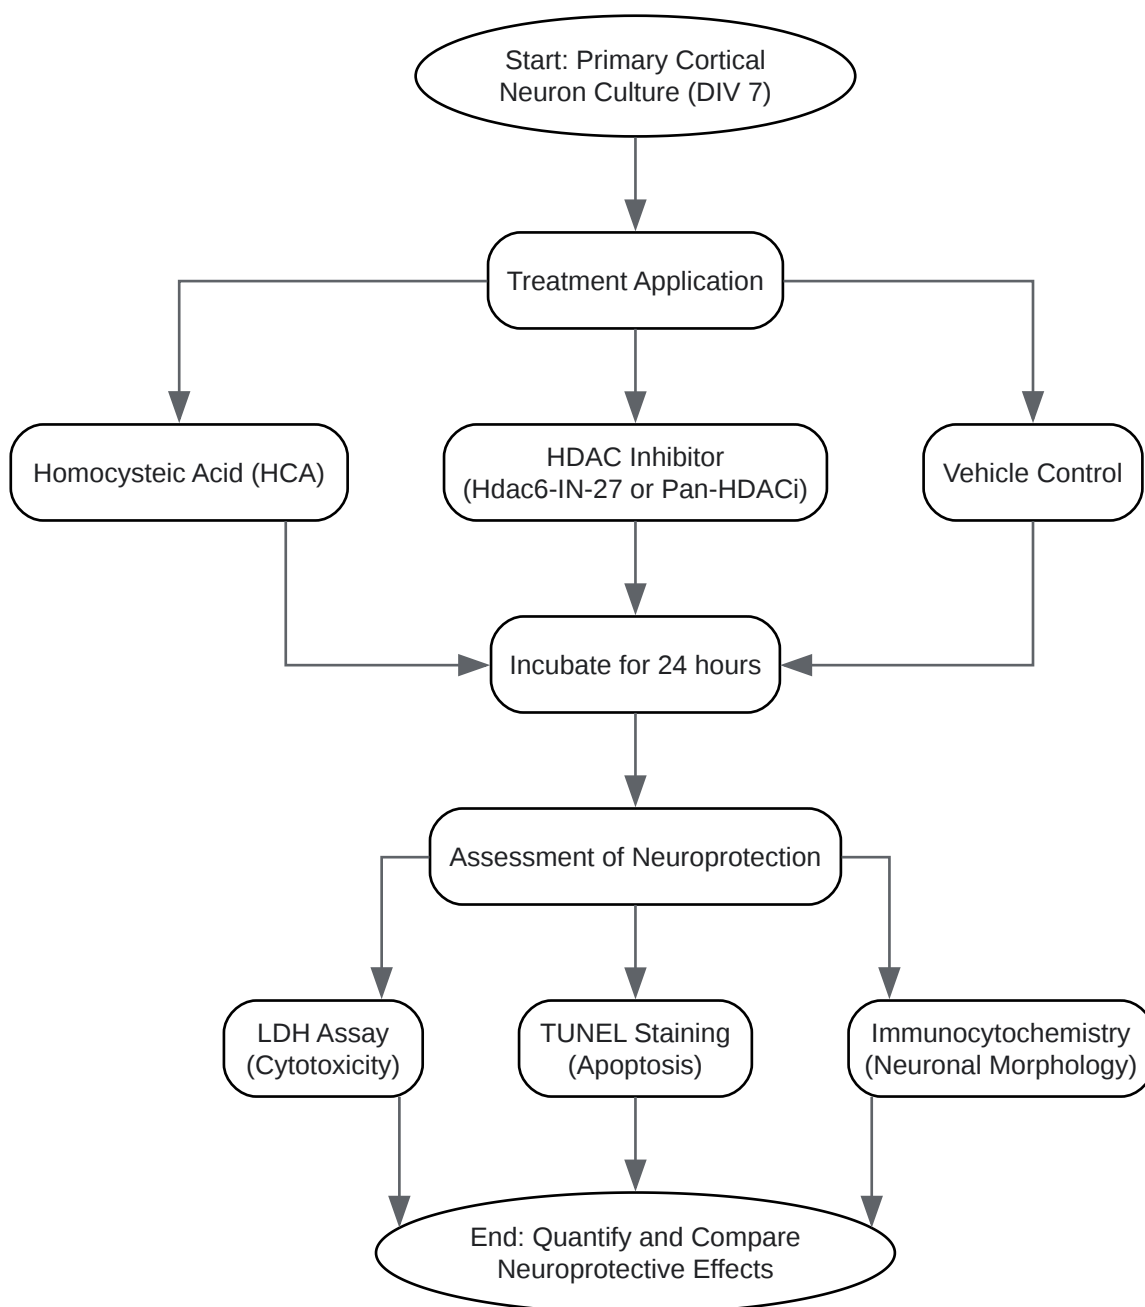 Start: Primary Cortical
Neuron Culture (DIV 7)
Treatment Application
Homocysteic Acid (HCA)
HDAC Inhibitor
(Hdac6-IN-27 or Pan-HDACi)
Vehicle Control
Incubate for 24 hours
Assessment of Neuroprotection
LDH Assay
(Cytotoxicity)
TUNEL Staining
(Apoptosis)
Immunocytochemistry
(Neuronal Morphology)
End: Quantify and Compare
Neuroprotective Effects